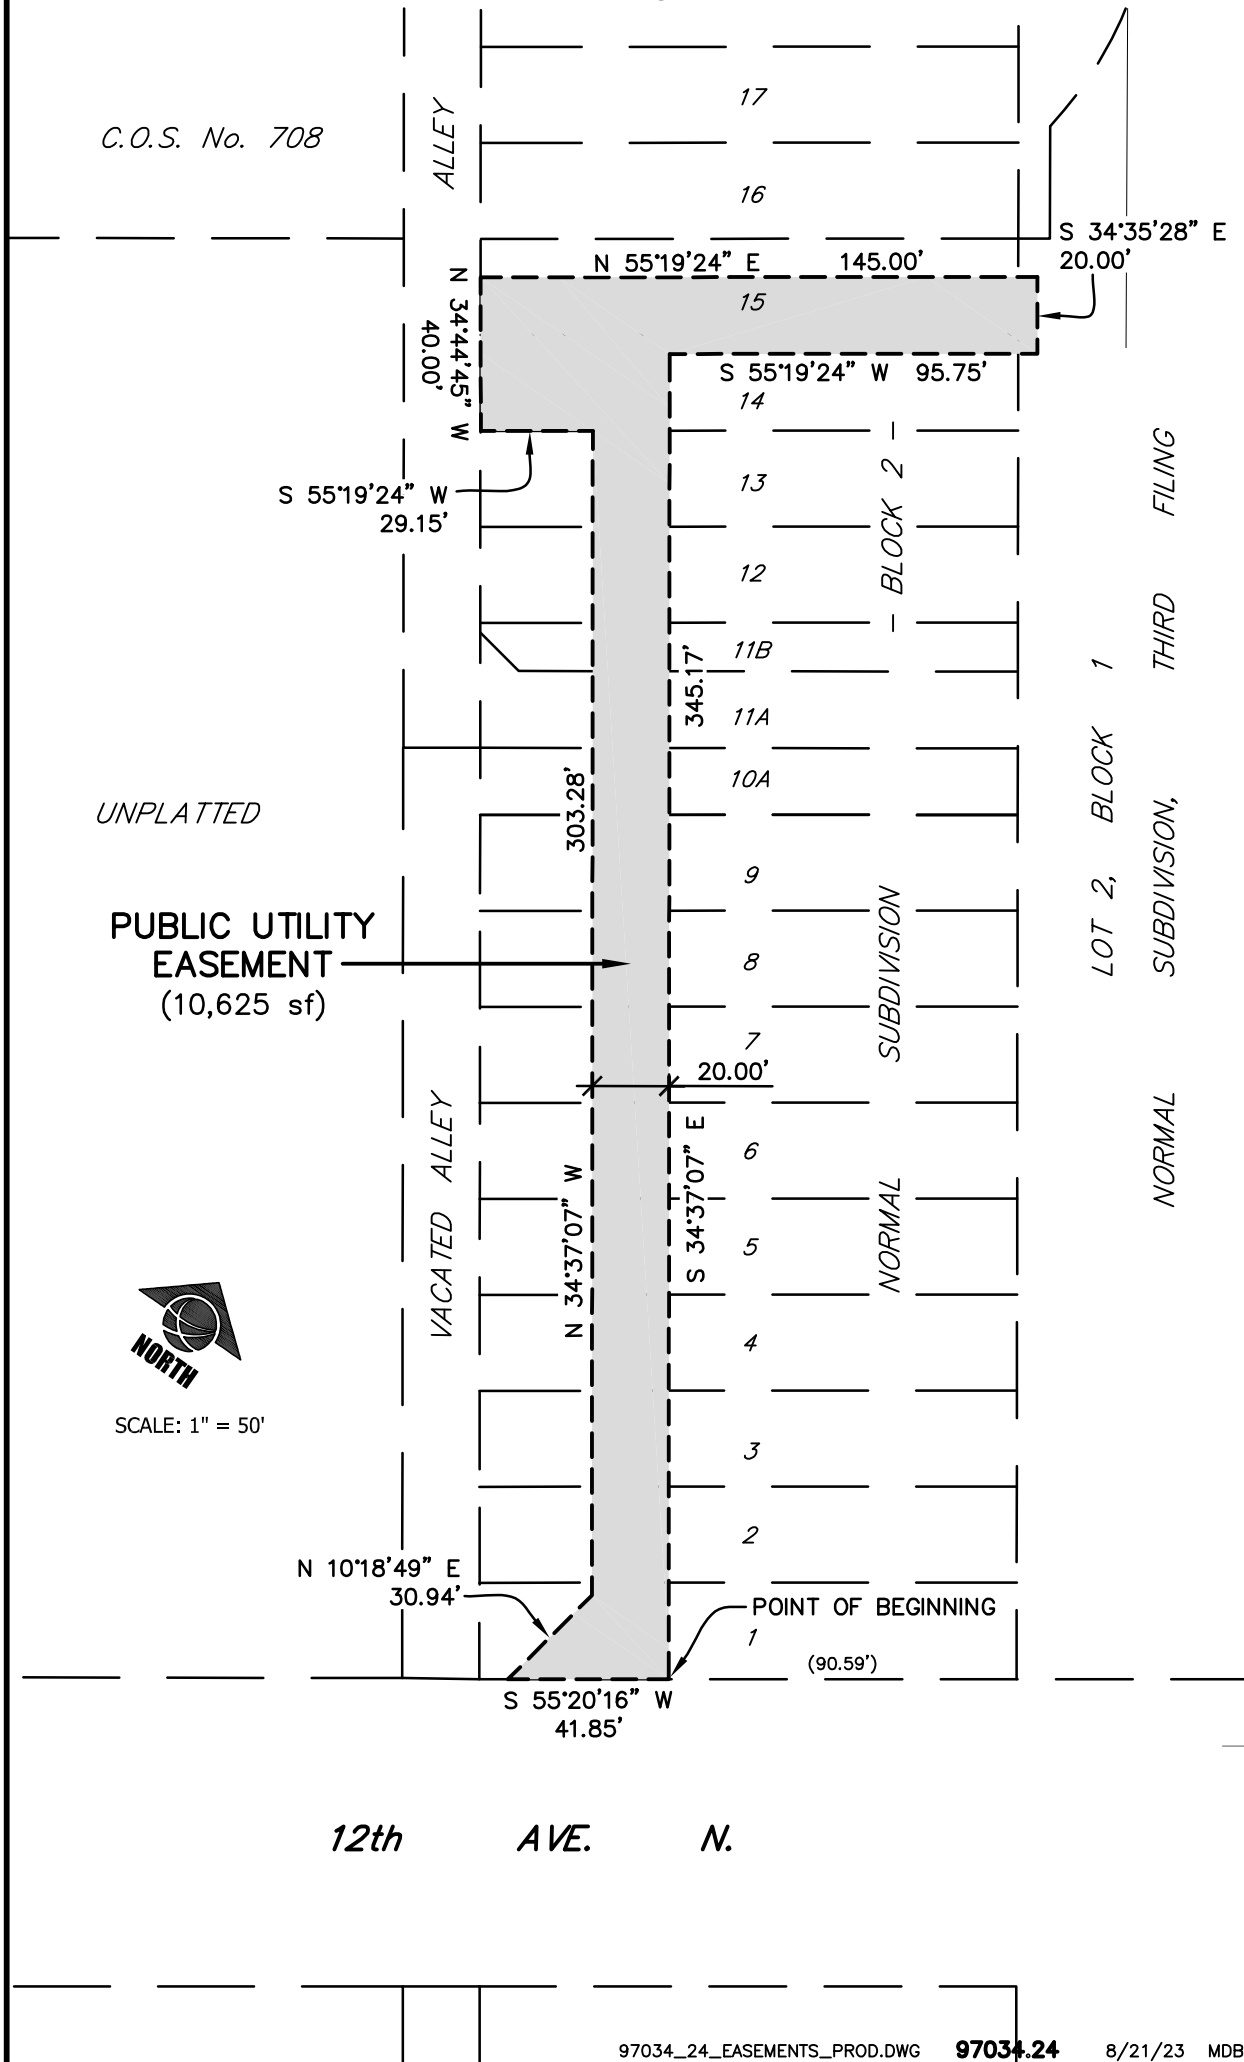 17
C.O.S. No. 708
ALLEY
16
S 34°35'28" E
20.00'
N 55°19'24" E 145.00'
15
N 34°44'45" W
40.00'
S 55°19'24" W 95.75'
14
S 55°19'24" W
29.15'
13
12
11B
11A
10A
9
8
7
6
5
4
3
2
1
– BLOCK 2 –
NORMAL SUBDIVISION
345.17'
S 34°37'07" E
303.28'
N 34°37'07" W
20.00'
LOT 2, BLOCK 1
NORMAL SUBDIVISION, THIRD FILING
UNPLATTED
PUBLIC UTILITY
EASEMENT
(10,625 sf)
VACATED ALLEY
NORTH
SCALE: 1" = 50'
N 10°18'49" E
30.94'
POINT OF BEGINNING
(90.59')
S 55°20'16" W
41.85'
12th AVE. N.
97034_24_EASEMENTS_PROD.DWG 97034.24 8/21/23 MDB